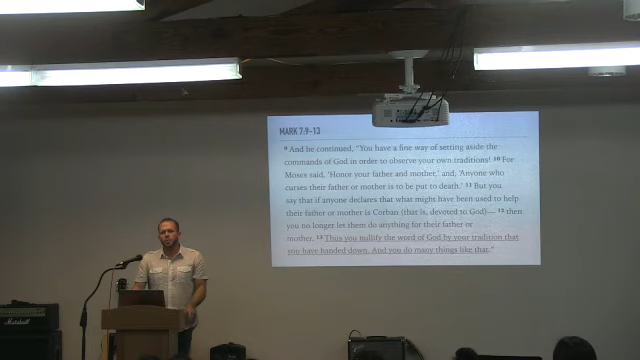 MARK 7:9-13
9 And he continued, "You have a fine way of setting aside the
commands of God in order to observe your own traditions! 10 For
Moses said, 'Honor your father and mother,' and, 'Anyone who
curses their father or mother is to be put to death.' 11 But you
say that if anyone declares that what might have been used to help
their father or mother is Corban (that is, devoted to God)— 12 then
you no longer let them do anything for their father or
mother. 13 Thus you nullify the word of God by your tradition that
you have handed down. And you do many things like that."
Marshall